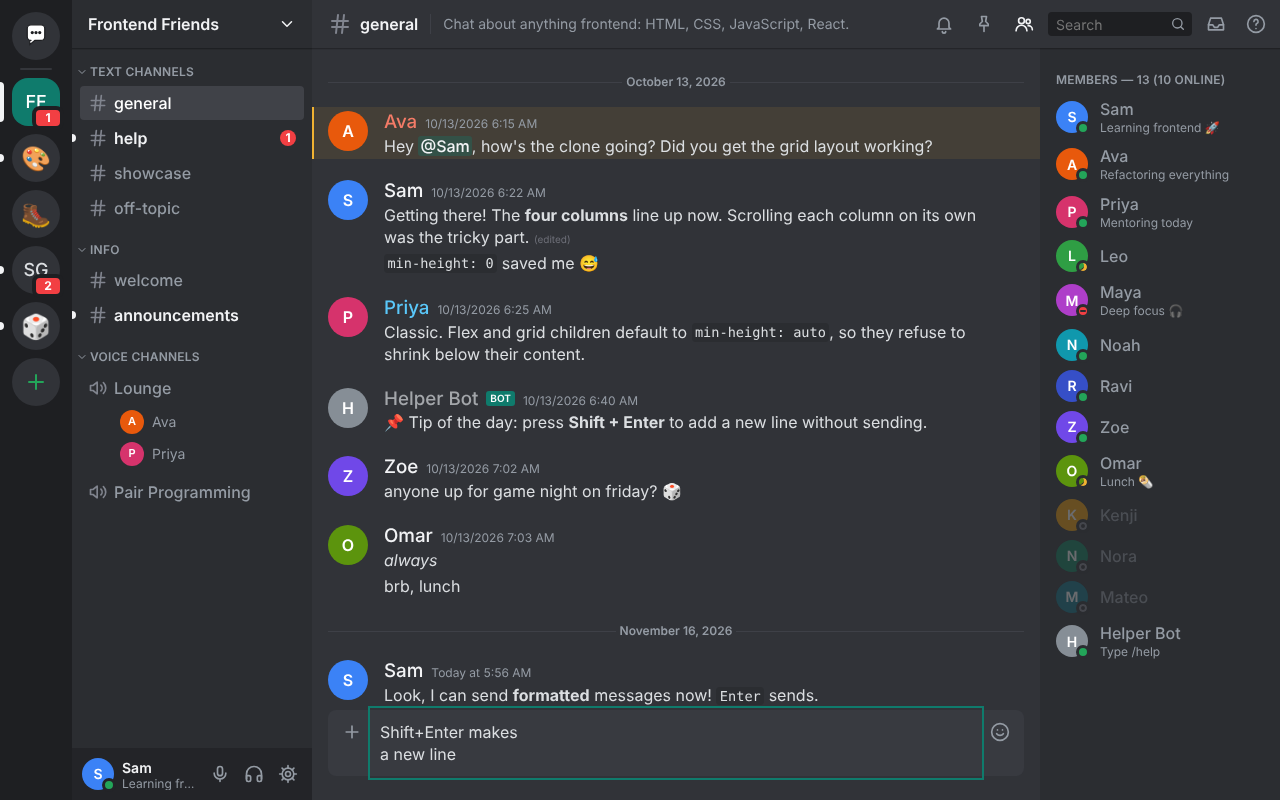 Frontend Friends
general
Chat about anything frontend: HTML, CSS, JavaScript, React.
Search
FF
1
SG
2
TEXT CHANNELS
general
help
1
showcase
off-topic
INFO
welcome
announcements
VOICE CHANNELS
Lounge
A Ava
P Priya
Pair Programming
S
Sam
Learning fr...
October 13, 2026
A
Ava 10/13/2026 6:15 AM
Hey @Sam, how's the clone going? Did you get the grid layout working?
S
Sam 10/13/2026 6:22 AM
Getting there! The four columns line up now. Scrolling each column on its own
was the tricky part. (edited)
min-height: 0 saved me 😅
P
Priya 10/13/2026 6:25 AM
Classic. Flex and grid children default to min-height: auto, so they refuse to
shrink below their content.
H
Helper Bot BOT 10/13/2026 6:40 AM
📌 Tip of the day: press Shift + Enter to add a new line without sending.
Z
Zoe 10/13/2026 7:02 AM
anyone up for game night on friday? 🎲
O
Omar 10/13/2026 7:03 AM
always
brb, lunch
November 16, 2026
S
Sam Today at 5:56 AM
Look, I can send formatted messages now! Enter sends.
Shift+Enter makes
a new line
MEMBERS — 13 (10 ONLINE)
S
Sam
Learning frontend 🚀
A
Ava
Refactoring everything
P
Priya
Mentoring today
L
Leo
M
Maya
Deep focus 🎧
N
Noah
R
Ravi
Z
Zoe
O
Omar
Lunch 🌯
K
Kenji
N
Nora
M
Mateo
H
Helper Bot
Type /help